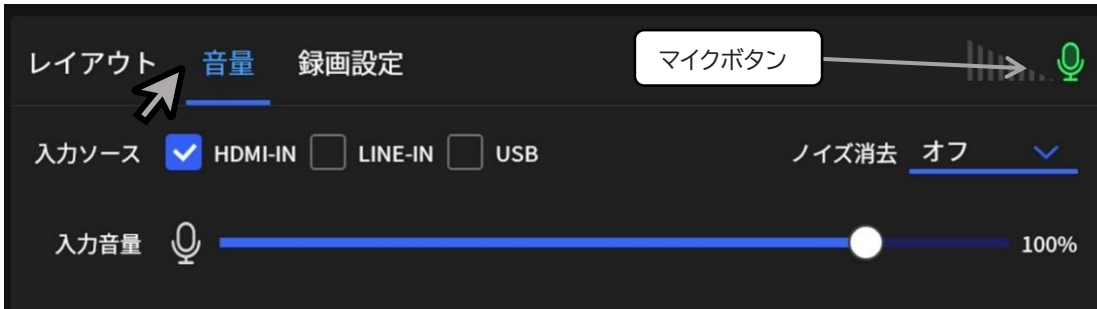 レイアウト 音量 録画設定 マイクボタン
入力ソース HDMI-IN LINE-IN USB ノイズ消去 オフ
入力音量 100%